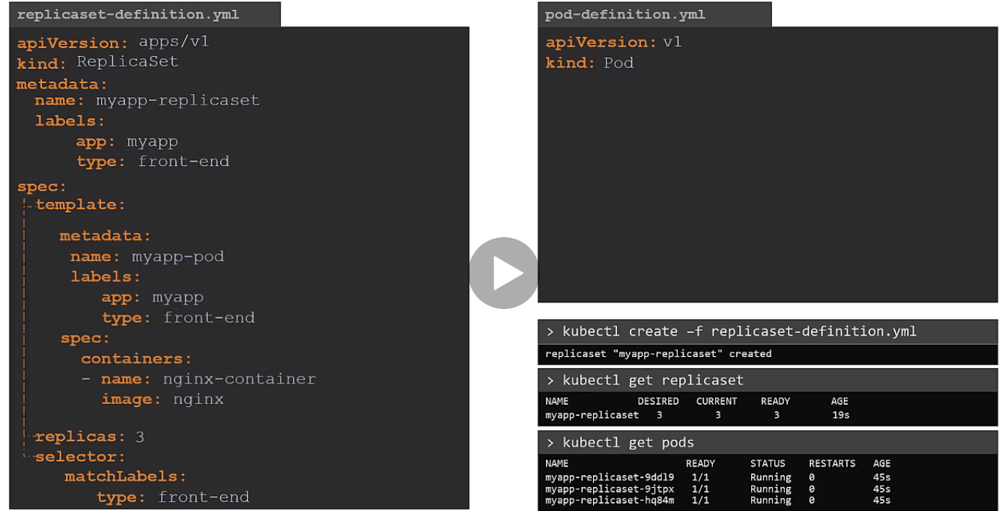 replicaset-definition.yml
apiVersion: apps/v1
kind: ReplicaSet
metadata:
name: myapp-replicaset
labels:
app: myapp
type: front-end
spec:
template:
metadata:
name: myapp-pod
labels:
app: myapp
type: front-end
spec:
containers:
- name: nginx-container
image: nginx
replicas: 3
selector:
matchLabels:
type: front-end
pod-definition.yml
apiVersion: v1
kind: Pod
> kubectl create –f replicaset-definition.yml
replicaset "myapp-replicaset" created
> kubectl get replicaset
NAME DESIRED CURRENT READY AGE
myapp-replicaset 3 3 3 19s
> kubectl get pods
NAME READY STATUS RESTARTS AGE
myapp-replicaset-9ddl9 1/1 Running 0 45s
myapp-replicaset-9jtpx 1/1 Running 0 45s
myapp-replicaset-hq84m 1/1 Running 0 45s